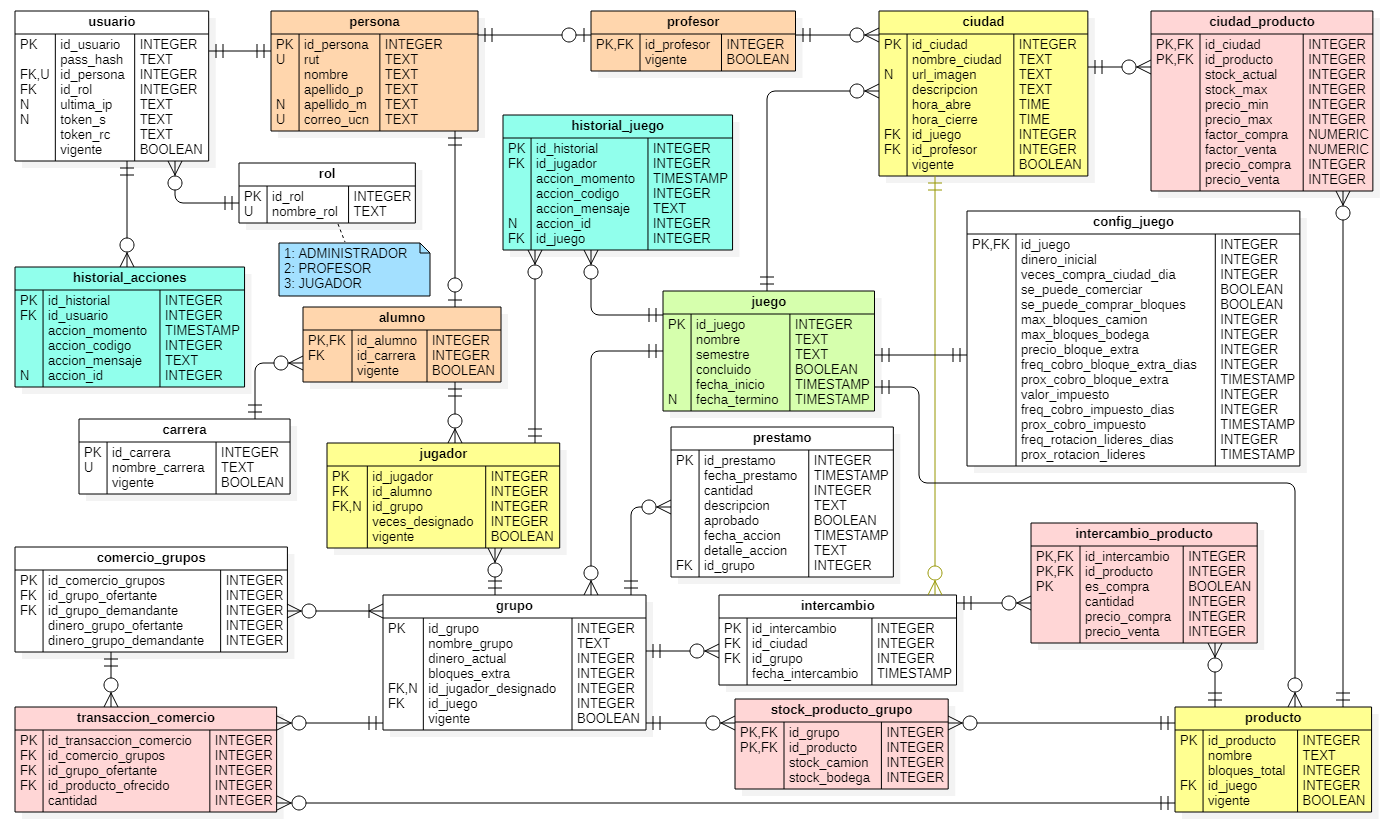 usuario
PK id_usuario INTEGER
pass_hash TEXT
FK,U id_persona INTEGER
FK id_rol INTEGER
N ultima_ip TEXT
N token_s TEXT
token_rc TEXT
vigente BOOLEAN
persona
PK id_persona INTEGER
U rut TEXT
nombre TEXT
apellido_p TEXT
N apellido_m TEXT
U correo_ucn TEXT
profesor
PK,FK id_profesor INTEGER
vigente BOOLEAN
ciudad
PK id_ciudad INTEGER
nombre_ciudad TEXT
N url_imagen TEXT
descripcion TEXT
hora_abre TIME
hora_cierre TIME
FK id_juego INTEGER
FK id_profesor INTEGER
vigente BOOLEAN
ciudad_producto
PK,FK id_ciudad INTEGER
PK,FK id_producto INTEGER
stock_actual INTEGER
stock_max INTEGER
precio_min INTEGER
precio_max INTEGER
factor_compra NUMERIC
factor_venta NUMERIC
precio_compra INTEGER
precio_venta INTEGER
historial_juego
PK id_historial INTEGER
FK id_jugador INTEGER
accion_momento TIMESTAMP
accion_codigo INTEGER
accion_mensaje TEXT
N accion_id INTEGER
FK id_juego INTEGER
rol
PK id_rol INTEGER
U nombre_rol TEXT
1: ADMINISTRADOR
2: PROFESOR
3: JUGADOR
config_juego
PK,FK id_juego INTEGER
dinero_inicial INTEGER
veces_compra_ciudad_dia INTEGER
se_puede_comerciar BOOLEAN
se_puede_comprar_bloques BOOLEAN
max_bloques_camion INTEGER
max_bloques_bodega INTEGER
precio_bloque_extra INTEGER
freq_cobro_bloque_extra_dias INTEGER
prox_cobro_bloque_extra TIMESTAMP
valor_impuesto INTEGER
freq_cobro_impuesto_dias INTEGER
prox_cobro_impuesto TIMESTAMP
freq_rotacion_lideres_dias INTEGER
prox_rotacion_lideres TIMESTAMP
historial_acciones
PK id_historial INTEGER
FK id_usuario INTEGER
accion_momento TIMESTAMP
accion_codigo INTEGER
accion_mensaje TEXT
N accion_id INTEGER
juego
PK id_juego INTEGER
nombre TEXT
semestre TEXT
concluido BOOLEAN
fecha_inicio TIMESTAMP
N fecha_termino TIMESTAMP
alumno
PK,FK id_alumno INTEGER
FK id_carrera INTEGER
vigente BOOLEAN
carrera
PK id_carrera INTEGER
U nombre_carrera TEXT
vigente BOOLEAN
prestamo
PK id_prestamo INTEGER
fecha_prestamo TIMESTAMP
cantidad INTEGER
descripcion TEXT
aprobado BOOLEAN
fecha_accion TIMESTAMP
detalle_accion TEXT
FK id_grupo INTEGER
jugador
PK id_jugador INTEGER
FK id_alumno INTEGER
FK,N id_grupo INTEGER
veces_designado INTEGER
vigente BOOLEAN
intercambio_producto
PK,FK id_intercambio INTEGER
PK,FK id_producto INTEGER
PK es_compra BOOLEAN
cantidad INTEGER
precio_compra INTEGER
precio_venta INTEGER
comercio_grupos
PK id_comercio_grupos INTEGER
FK id_grupo_ofertante INTEGER
FK id_grupo_demandante INTEGER
dinero_grupo_ofertante INTEGER
dinero_grupo_demandante INTEGER
grupo
PK id_grupo INTEGER
nombre_grupo TEXT
dinero_actual INTEGER
bloques_extra INTEGER
FK,N id_jugador_designado INTEGER
FK id_juego INTEGER
vigente BOOLEAN
intercambio
PK id_intercambio INTEGER
FK id_ciudad INTEGER
FK id_grupo INTEGER
fecha_intercambio TIMESTAMP
stock_producto_grupo
PK,FK id_grupo INTEGER
PK,FK id_producto INTEGER
stock_camion INTEGER
stock_bodega INTEGER
transaccion_comercio
PK id_transaccion_comercio INTEGER
FK id_comercio_grupos INTEGER
FK id_grupo_ofertante INTEGER
FK id_producto_ofrecido INTEGER
cantidad INTEGER
producto
PK id_producto INTEGER
nombre TEXT
bloques_total INTEGER
FK id_juego INTEGER
vigente BOOLEAN